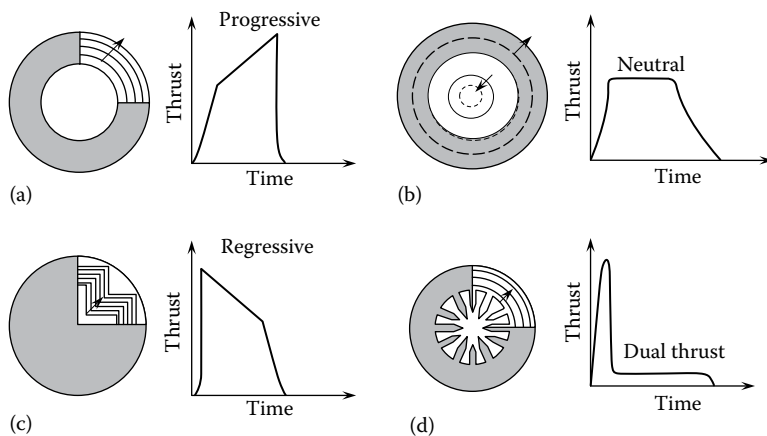 Progressive
Thrust
Time
(a)
Neutral
Thrust
Time
(b)
Regressive
Thrust
Time
(c)
Dual thrust
Thrust
Time
(d)